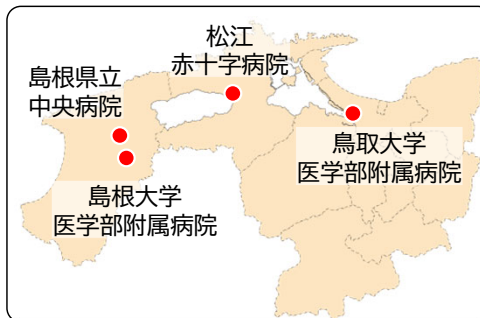 松江
赤十字病院
島根県立
中央病院
鳥取大学
医学部附属病院
島根大学
医学部附属病院